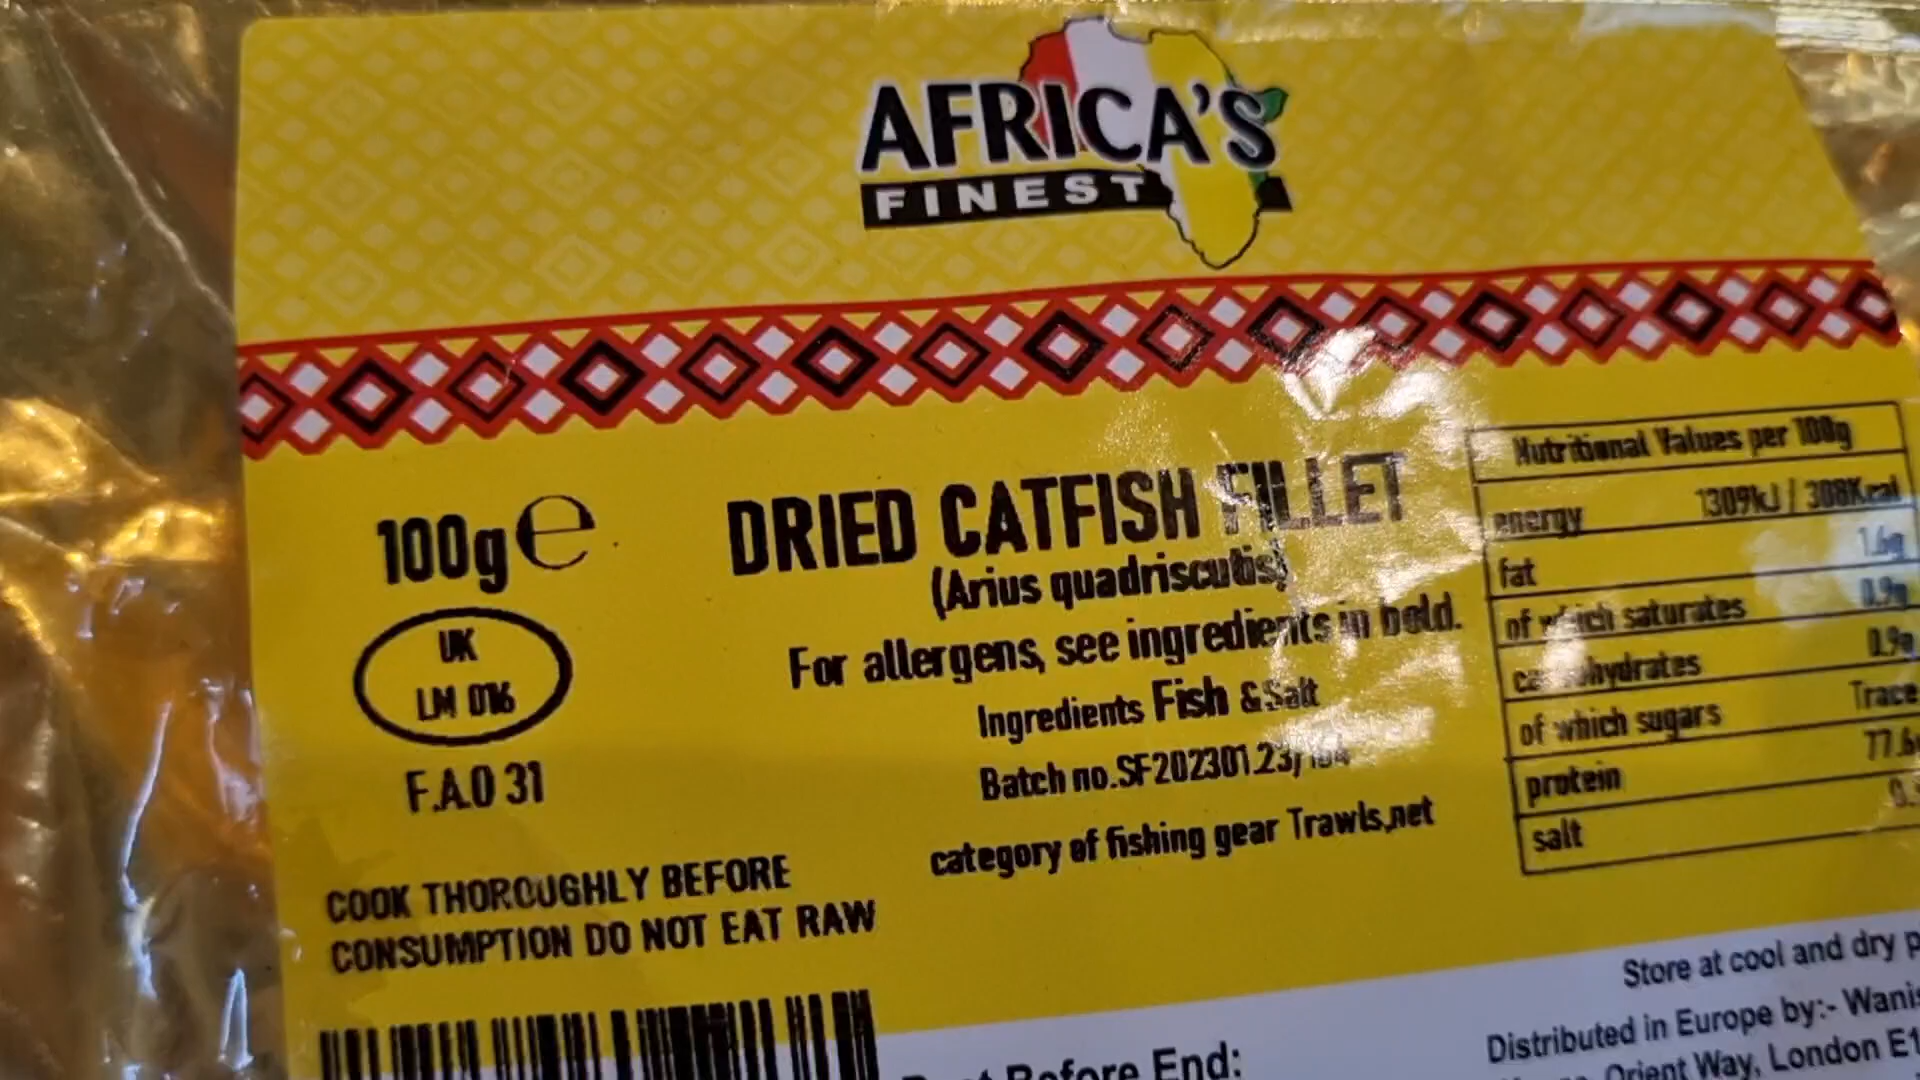 AFRICA'S
FINEST
100g e
DRIED CATFISH FILLET
(Arius quadriscutis)
For allergens, see ingredients in bold.
Ingredients Fish & Salt
Batch no.SF202301.23/
category of fishing gear Trawls,net
UK
LM 016
F.A.O 31
COOK THOROUGHLY BEFORE
CONSUMPTION DO NOT EAT RAW
Nutritional Values per 100g
energy 1309kJ / 308Kcal
fat 1.6g
of which saturates 0.9g
carbohydrates 0.9g
of which sugars Trace
protein 77.6
salt
Store at cool and dry
Distributed in Europe by:-
Orient Way, London E1
Before End: